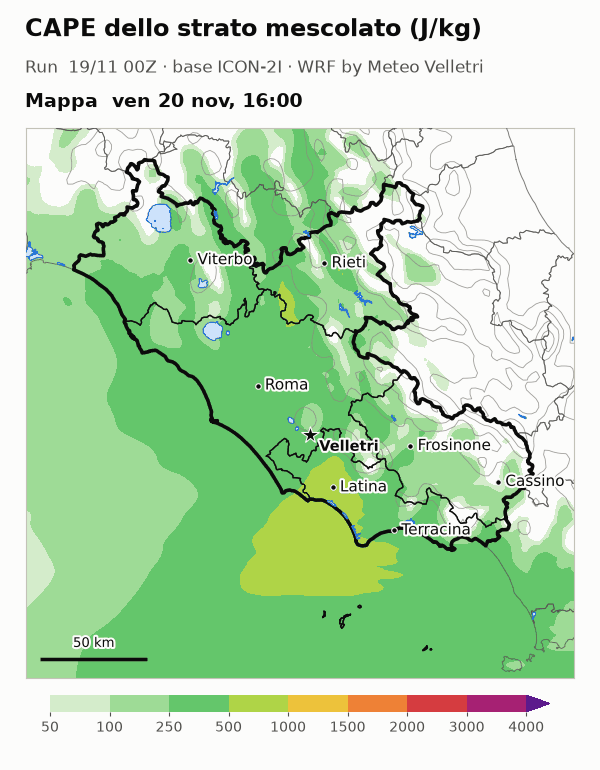 CAPE dello strato mescolato (J/kg)
Run  19/11 00Z · base ICON-2I · WRF by Meteo Velletri
Mappa  ven 20 nov, 16:00
Viterbo
Rieti
Roma
Velletri
Frosinone
Latina
Cassino
Terracina
50 km
50 100 250 500 1000 1500 2000 3000 4000